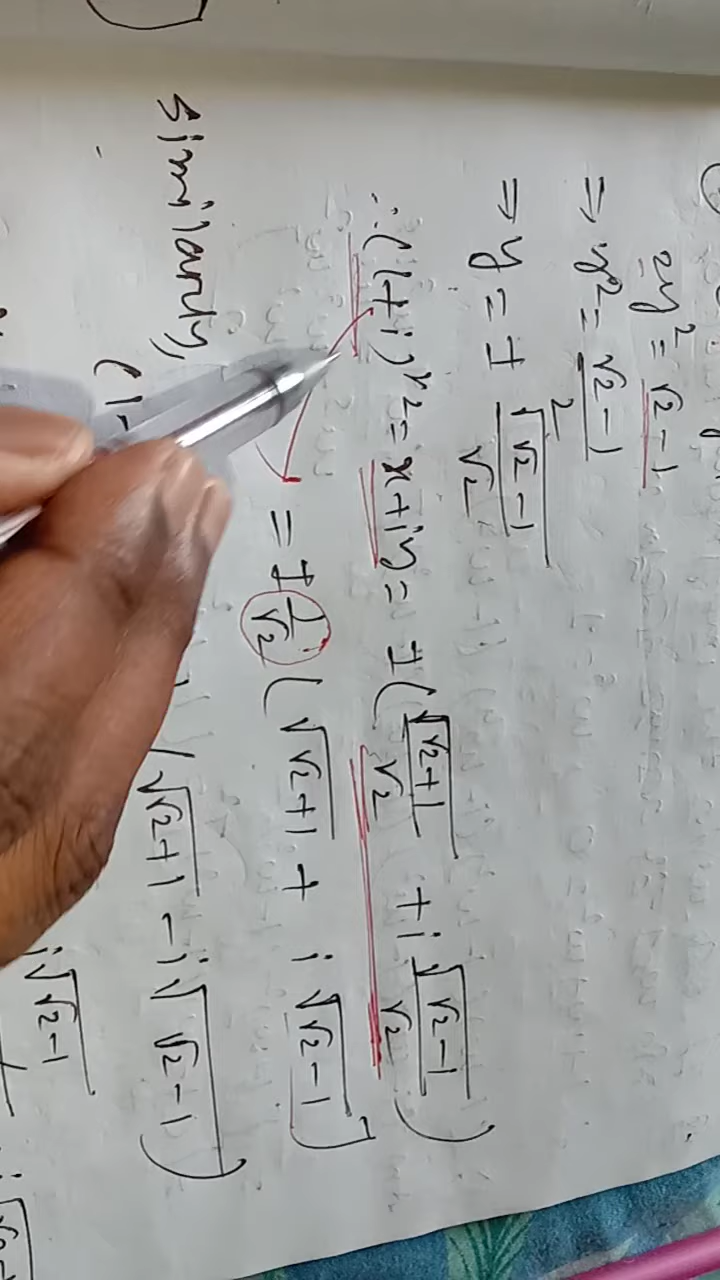 2y² = √2 - 1
⇒ y² = (√2 - 1)/2
⇒ y = ± √(√2 - 1)/√2
∴ (1+i)^½ = x+iy = ± (√(√2+1)/√2 + i √(√2-1)/√2)
= ± 1/√2 (√(√2+1) + i √(√2-1)]
Similarly,
(1-
(√(√2+1) - i√(√2-1))
i√(√2-1)